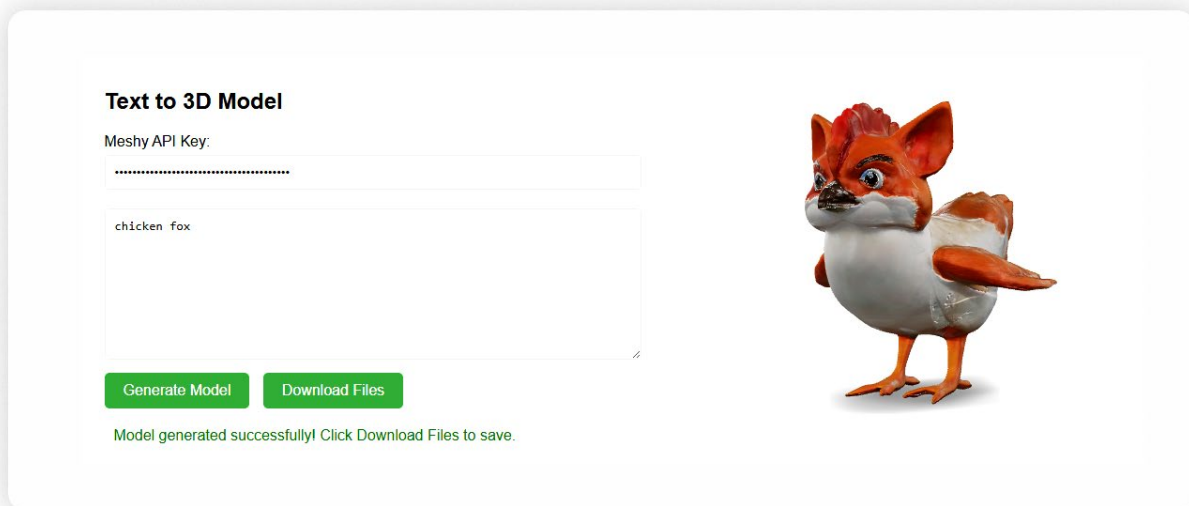 Text to 3D Model
Meshy API Key:
chicken fox
Generate Model
Download Files
Model generated successfully! Click Download Files to save.